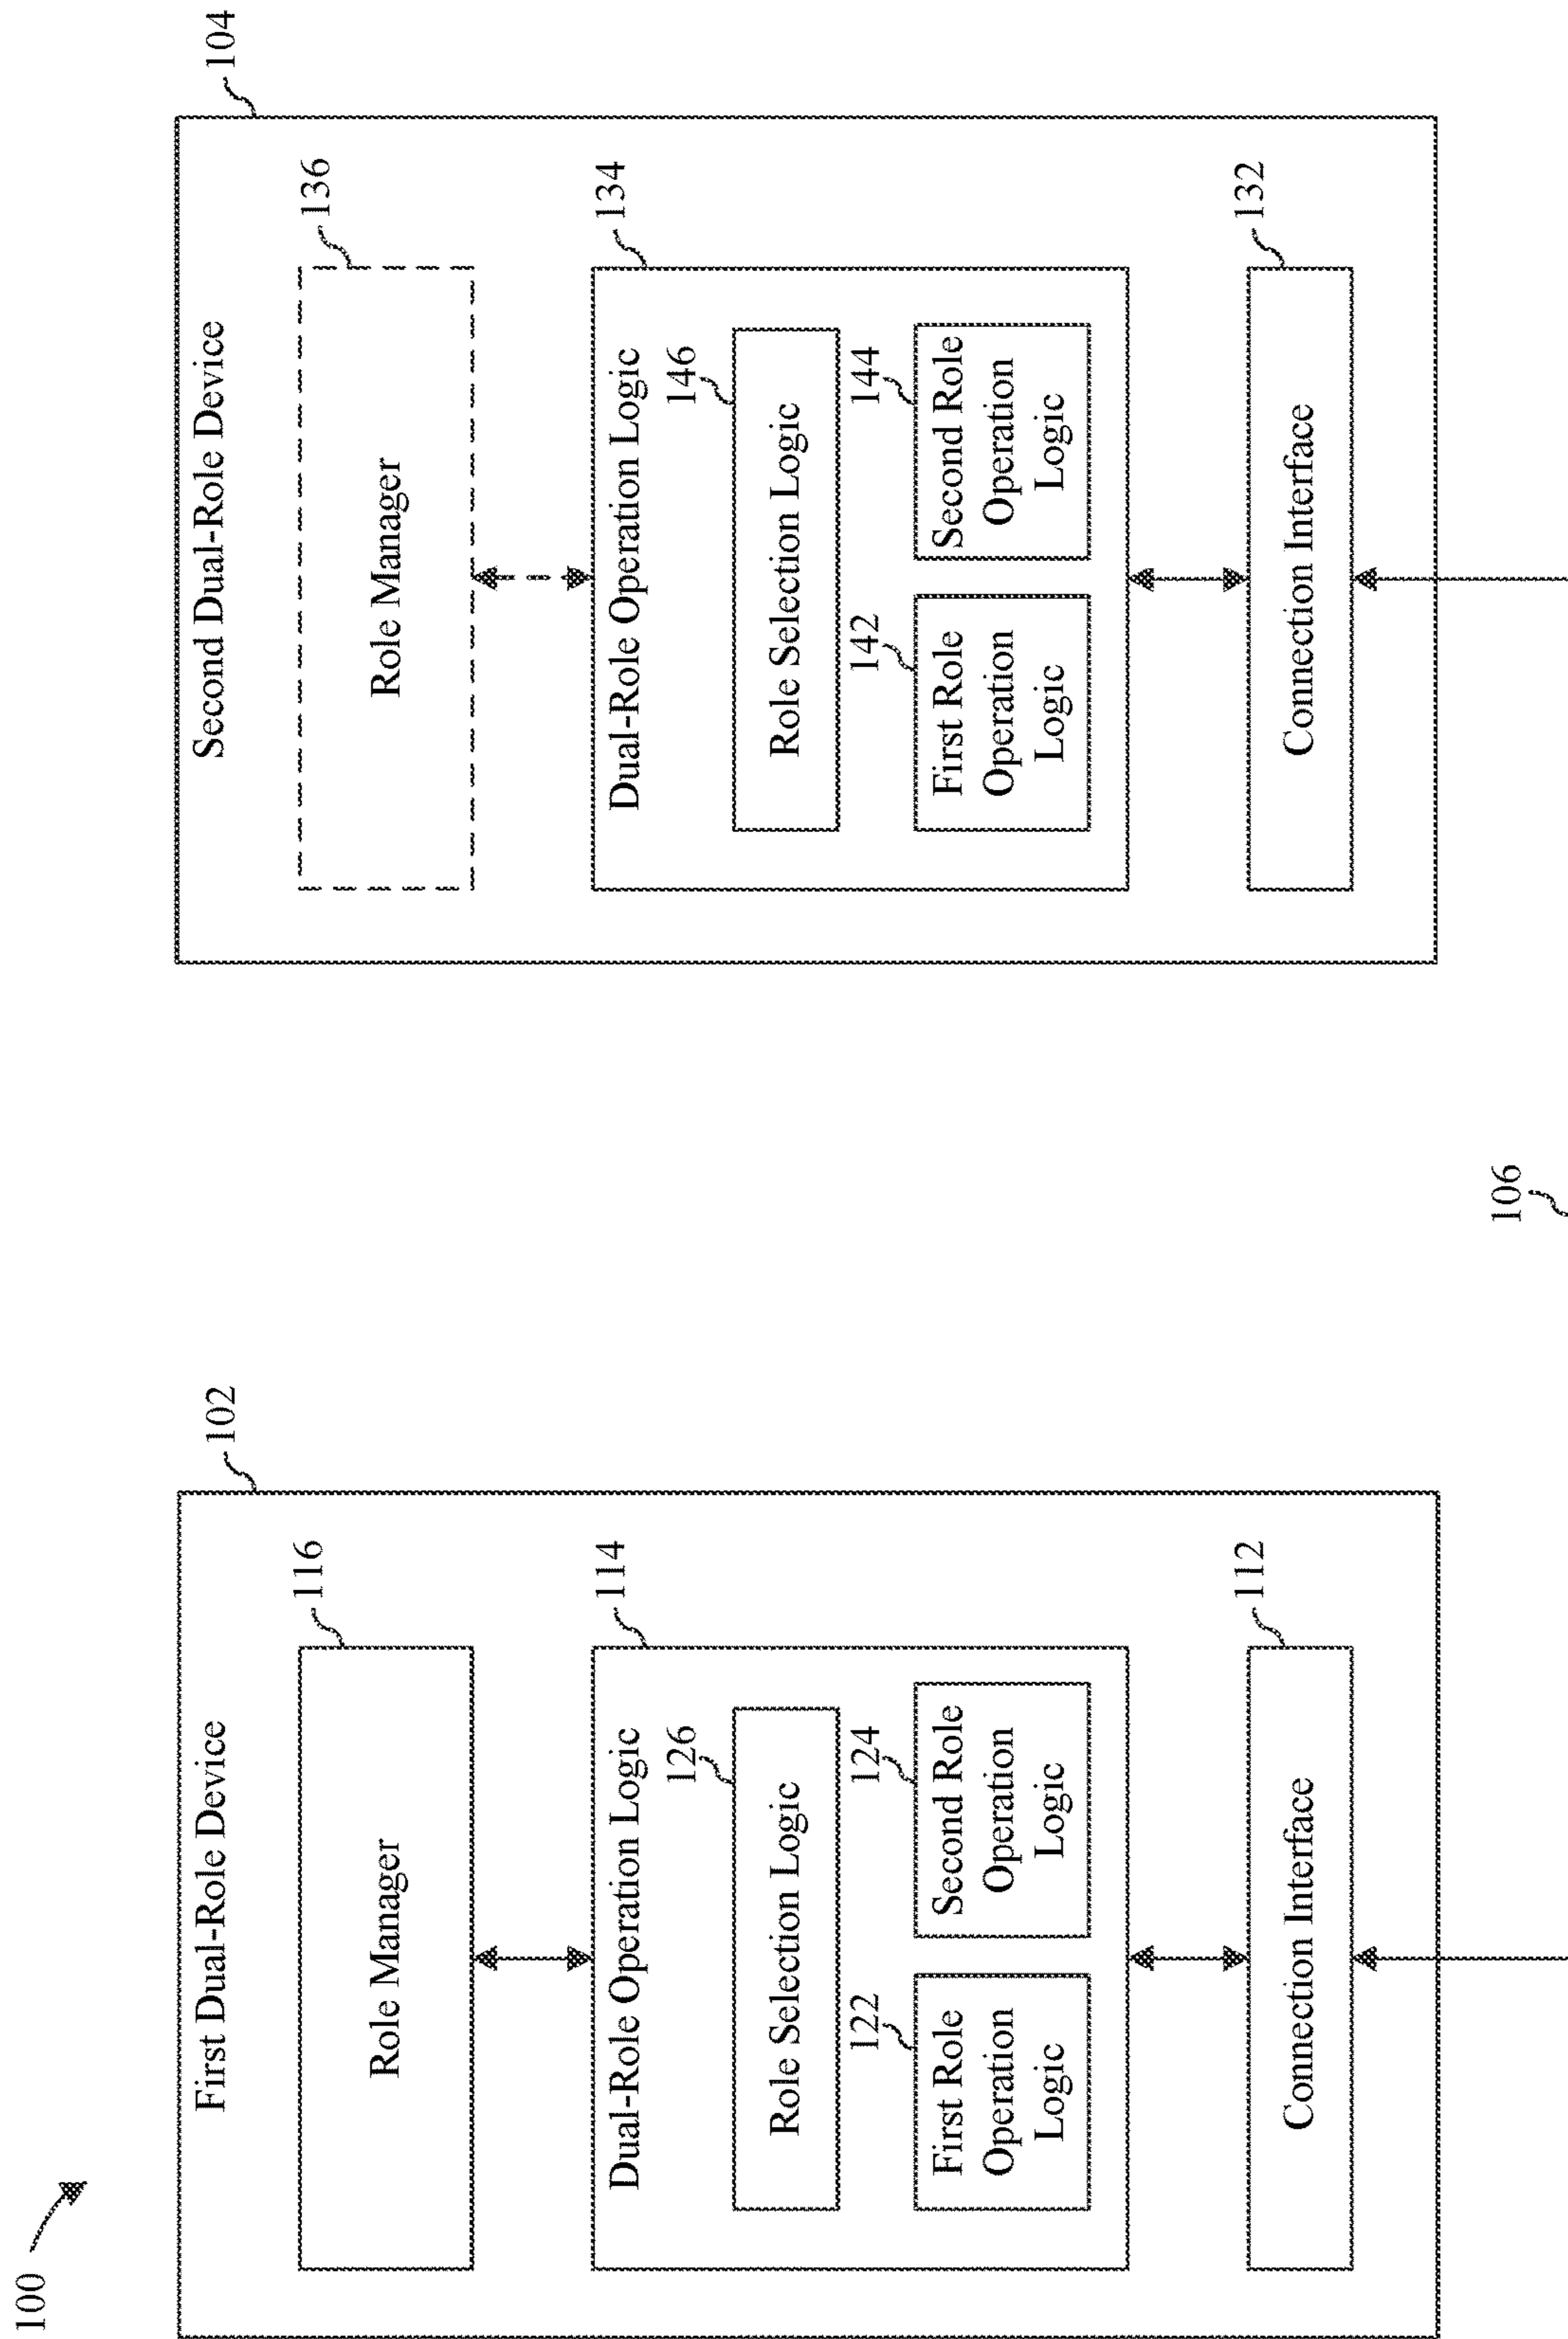 100
First Dual-Role Device
102
Role Manager
116
Dual-Role Operation Logic
114
Role Selection Logic
126
First Role
Operation
Logic
122
Second Role
Operation
Logic
124
Connection Interface
112
106
Second Dual-Role Device
104
Role Manager
136
Dual-Role Operation Logic
134
Role Selection Logic
146
First Role
Operation
Logic
142
Second Role
Operation
Logic
144
Connection Interface
132